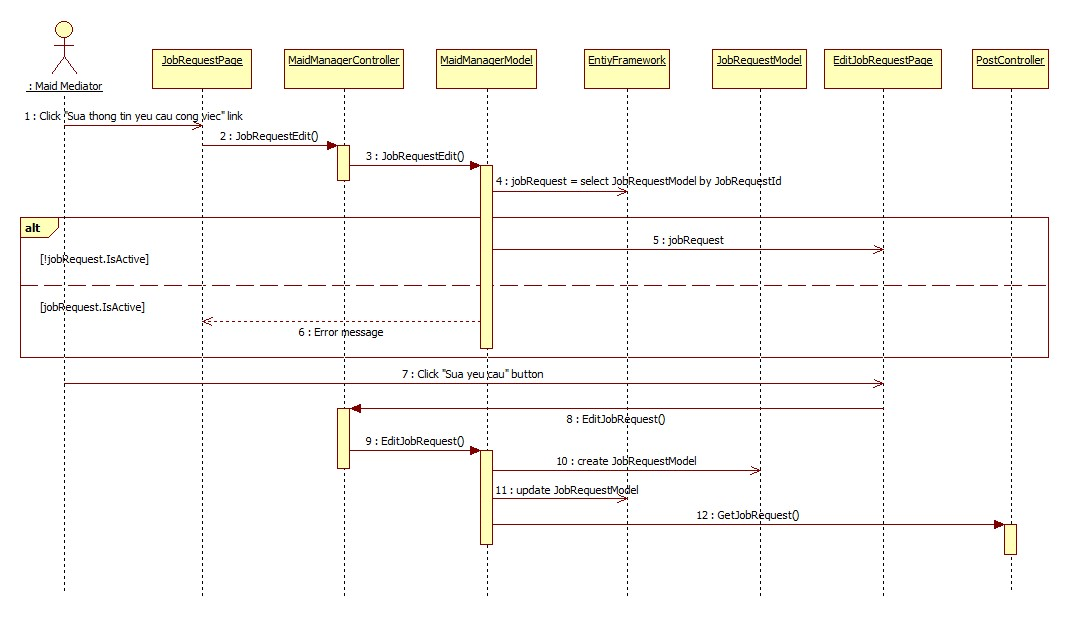 : Maid Mediator
JobRequestPage
MaidManagerController
MaidManagerModel
EntiyFramework
JobRequestModel
EditJobRequestPage
PostController
1 : Click "Sua thong tin yeu cau cong viec" link
2 : JobRequestEdit()
3 : JobRequestEdit()
4 : jobRequest = select JobRequestModel by JobRequestId
alt
5 : jobRequest
[!jobRequest.IsActive]
[jobRequest.IsActive]
6 : Error message
7 : Click "Sua yeu cau" button
8 : EditJobRequest()
9 : EditJobRequest()
10 : create JobRequestModel
11 : update JobRequestModel
12 : GetJobRequest()